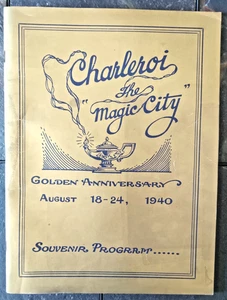 Charleroi
The
"Magic City"
Golden Anniversary
August 18-24, 1940
Souvenir Program......